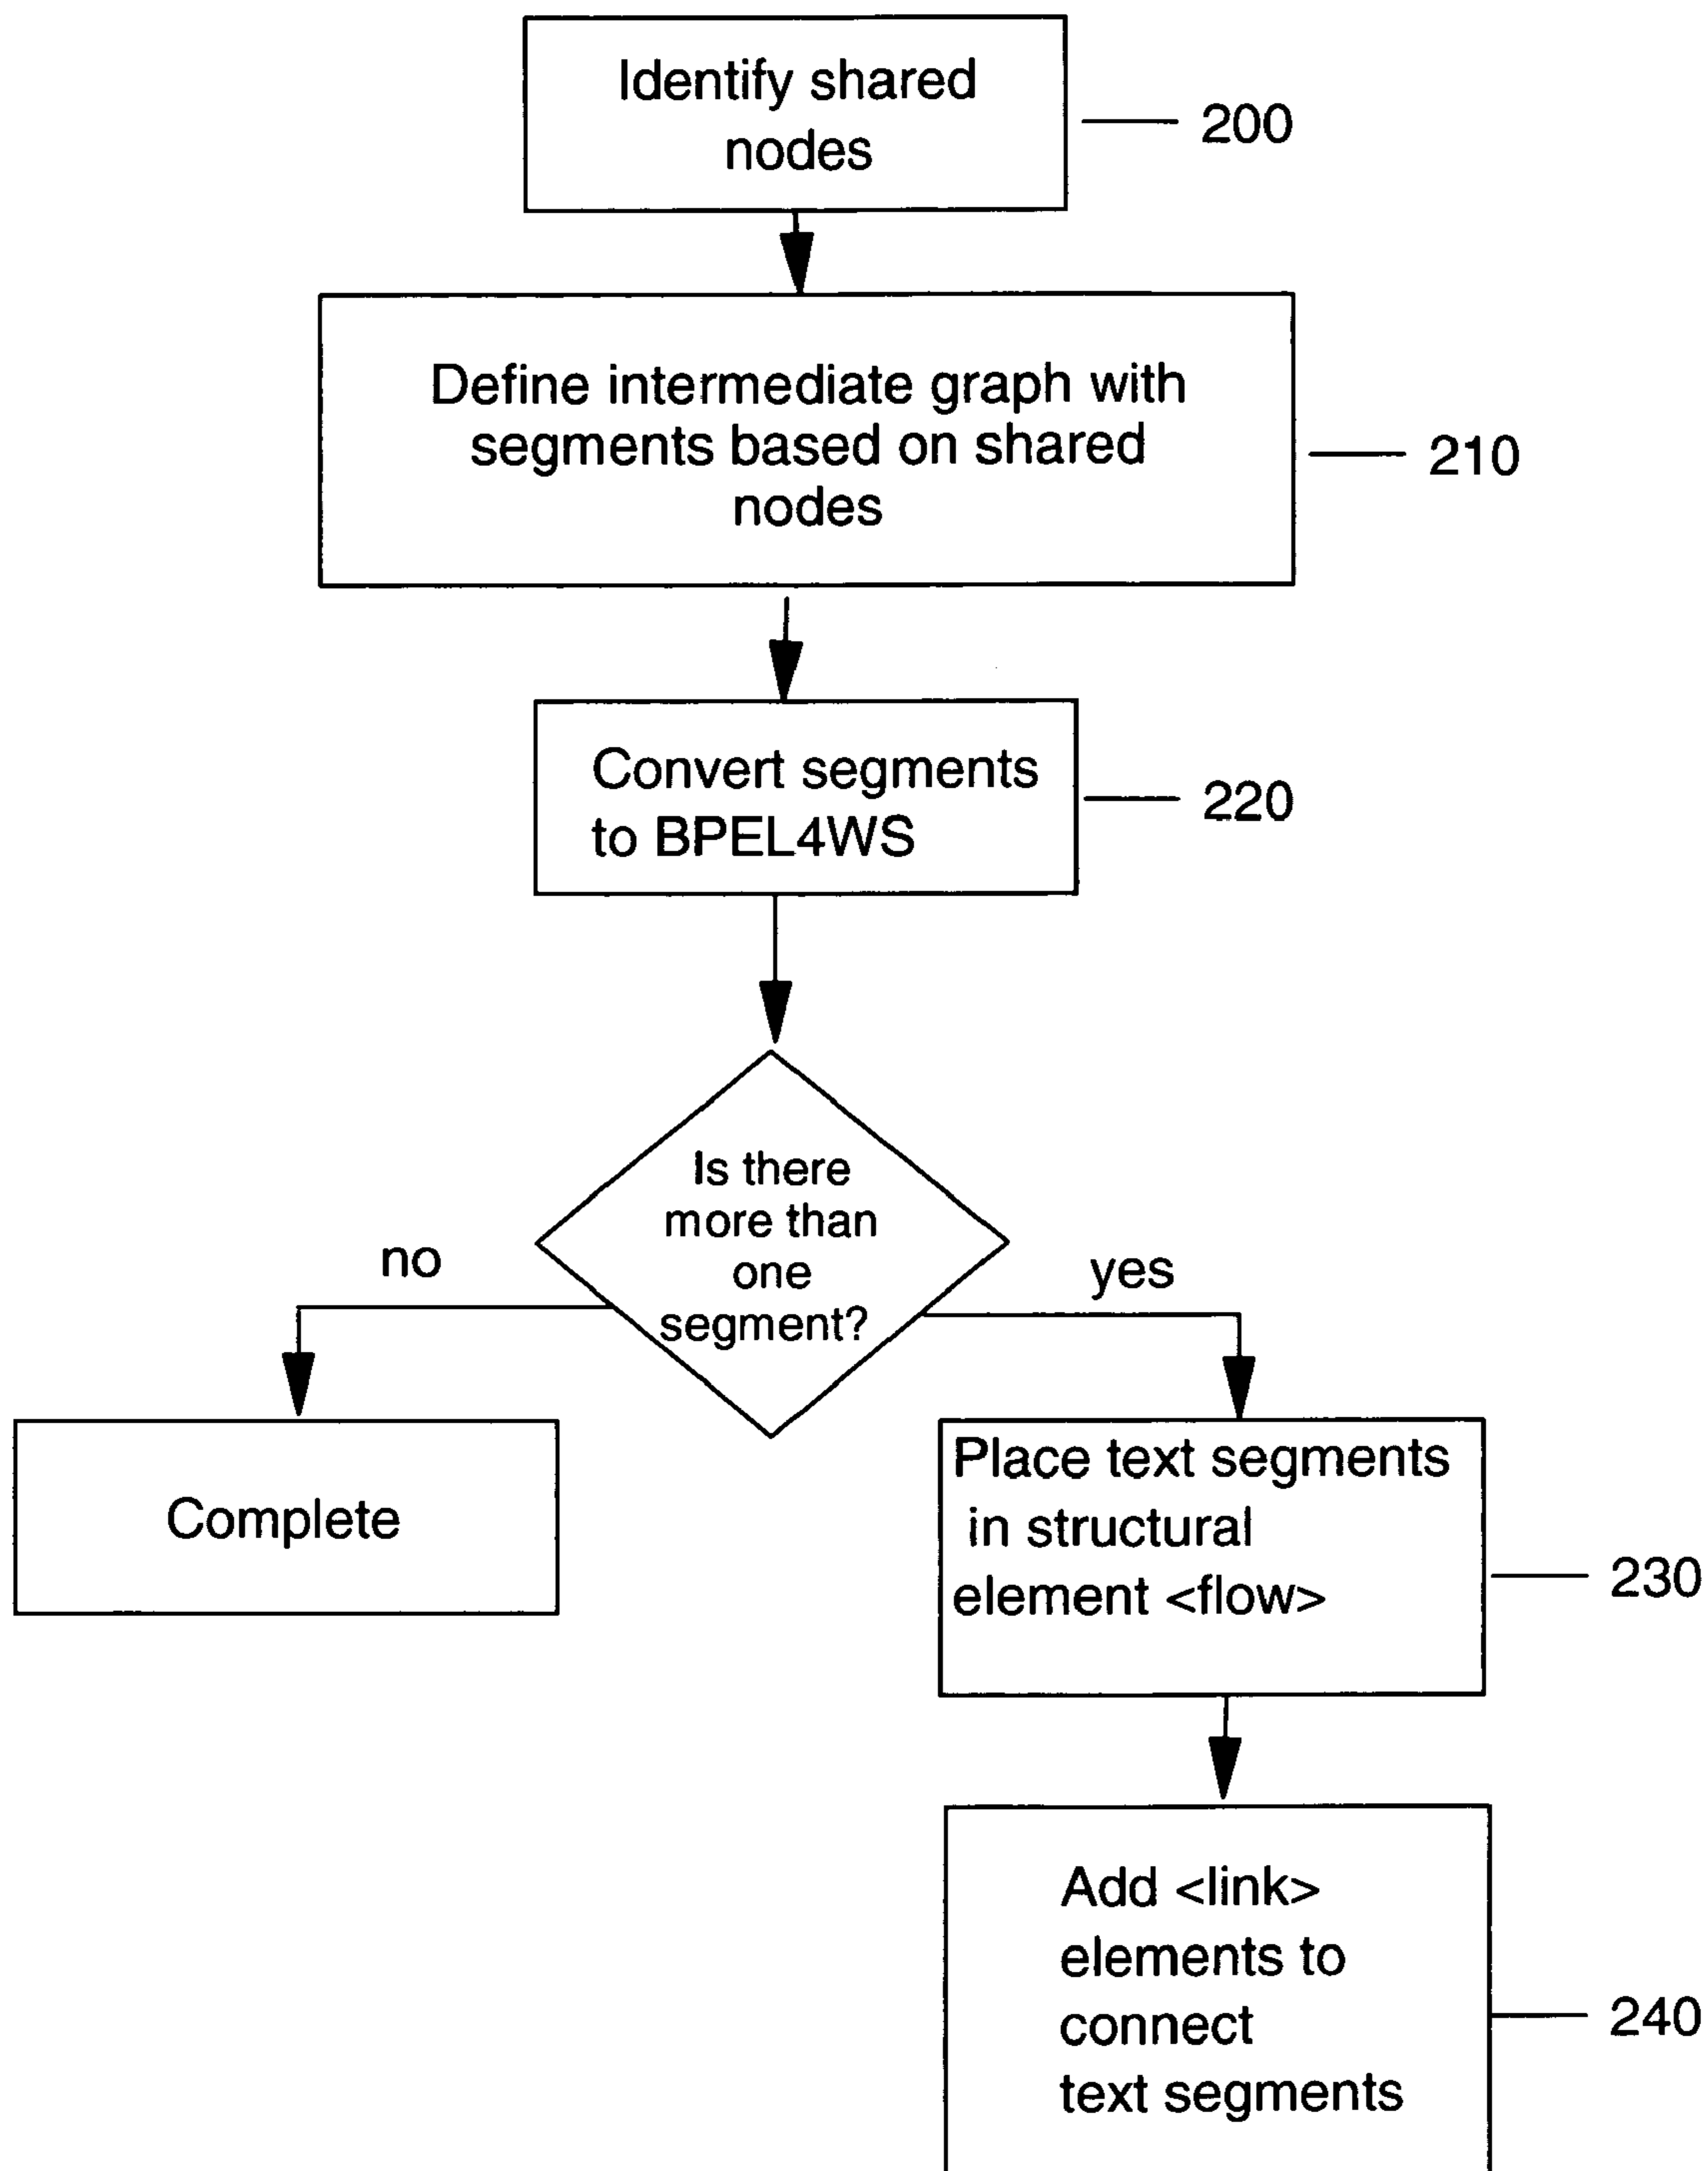 Identify shared
nodes
200
Define intermediate graph with
segments based on shared
nodes
210
Convert segments
to BPEL4WS
220
Is there
more than
one
segment?
no
yes
Complete
Place text segments
in structural
element <flow>
230
Add <link>
elements to
connect
text segments
240